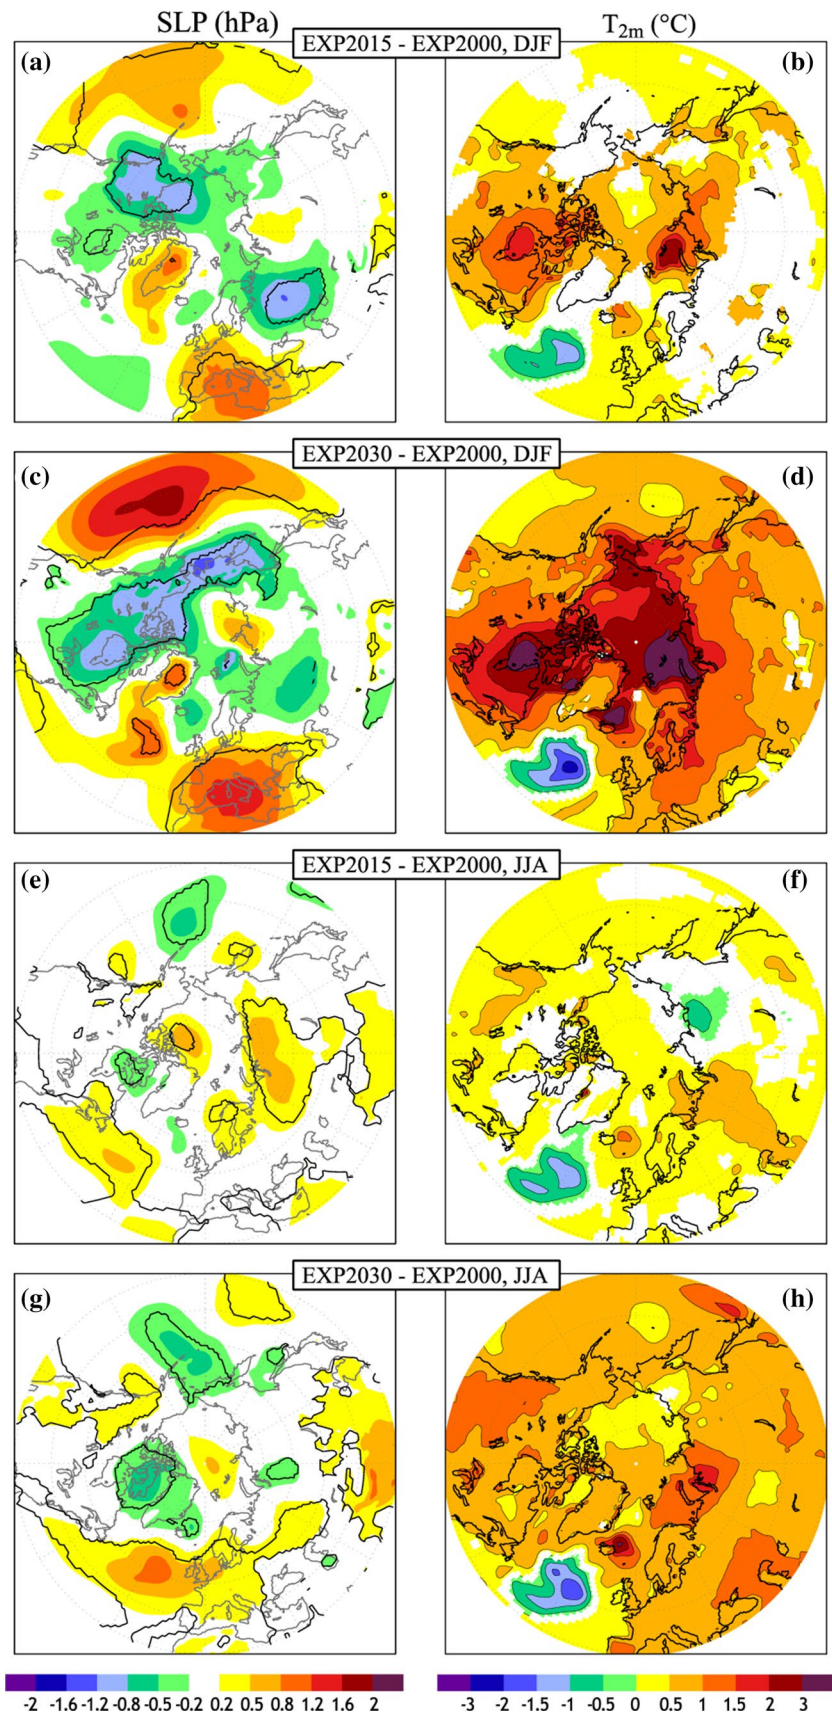 SLP (hPa)
T2m (°C)
EXP2015 - EXP2000, DJF
(a)
(b)
EXP2030 - EXP2000, DJF
(c)
(d)
EXP2015 - EXP2000, JJA
(e)
(f)
EXP2030 - EXP2000, JJA
(g)
(h)
-2 -1.6 -1.2 -0.8 -0.5 -0.2 0.2 0.5 0.8 1.2 1.6 2
-3 -2 -1.5 -1 -0.5 0 0.5 1 1.5 2 3